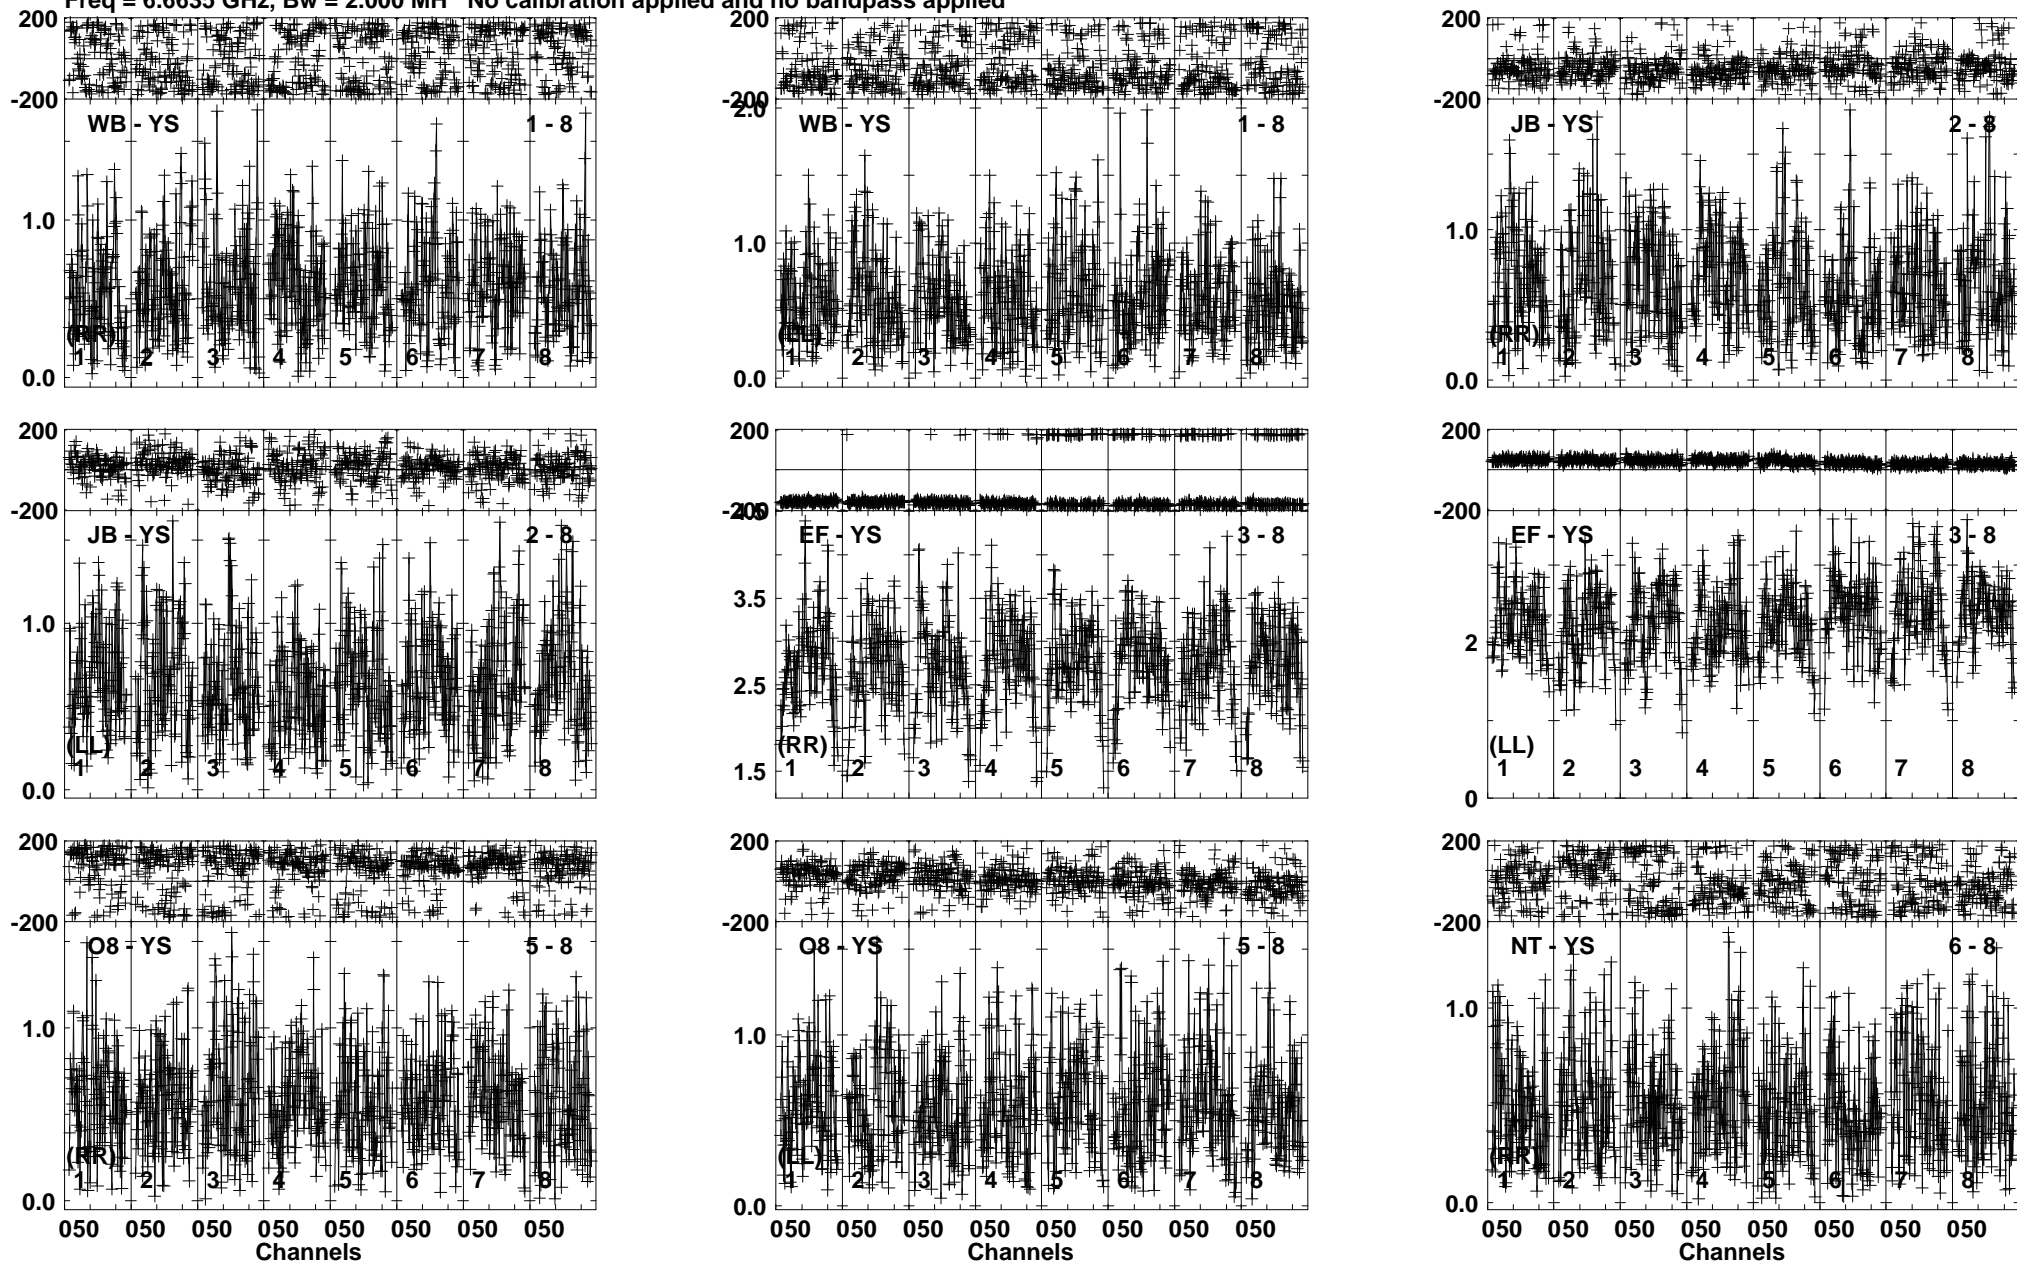 Freq = 6.6635 GHz, Bw = 2.000 MH No calibration applied and no bandpass applied
200
-200
WB - YS 1 - 8
1.0
(RR)
1 2 3 4 5 6 7 8
0.0
200
-200
2.0
WB - YS 1 - 8
1.0
(LL)
1 2 3 4 5 6 7 8
0.0
200
-200
JB - YS 2 - 8
1.0
(RR)
1 2 3 4 5 6 7 8
0.0
200
-200
JB - YS 2 - 8
1.0
(LL)
1 2 3 4 5 6 7 8
0.0
200
-200
4.5
EF - YS 3 - 8
3.5
2.5
(RR)
1.5
1 2 3 4 5 6 7 8
200
-200
EF - YS 3 - 8
2
(LL)
1 2 3 4 5 6 7 8
0
200
-200
O8 - YS 5 - 8
1.0
(RR)
1 2 3 4 5 6 7 8
0.0
050 050 050 050 050 050 050 050
Channels
200
-200
O8 - YS 5 - 8
1.0
(LL)
1 2 3 4 5 6 7 8
0.0
050 050 050 050 050 050 050 050
Channels
200
-200
NT - YS 6 - 8
1.0
(RR)
1 2 3 4 5 6 7 8
0.0
050 050 050 050 050 050 050 050
Channels